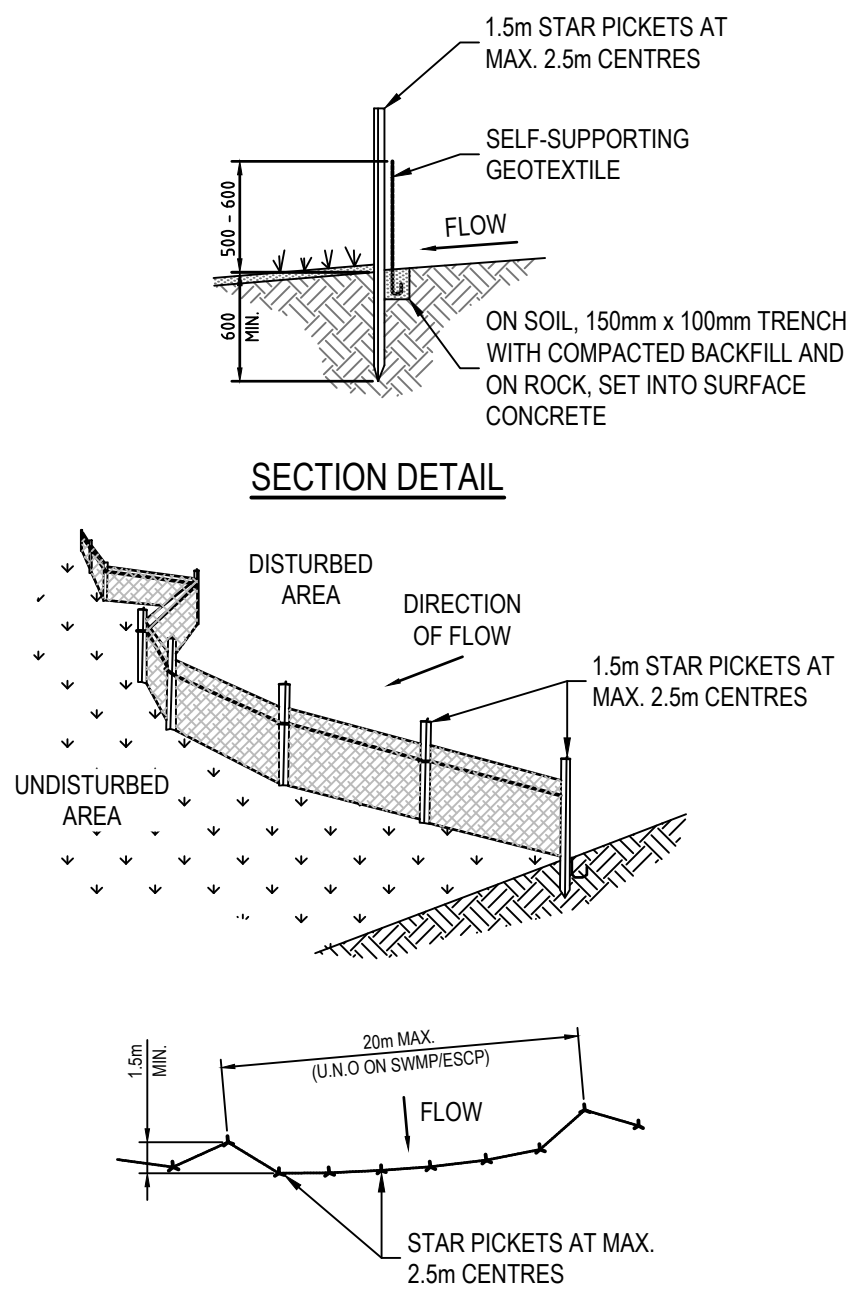 1.5m STAR PICKETS AT
MAX. 2.5m CENTRES
SELF-SUPPORTING
GEOTEXTILE
500 - 600
FLOW
600
MIN.
ON SOIL, 150mm x 100mm TRENCH
WITH COMPACTED BACKFILL AND
ON ROCK, SET INTO SURFACE
CONCRETE
SECTION DETAIL
DISTURBED
AREA
DIRECTION
OF FLOW
1.5m STAR PICKETS AT
MAX. 2.5m CENTRES
UNDISTURBED
AREA
1.5m
MIN.
20m MAX.
(U.N.O ON SWMP/ESCP)
FLOW
STAR PICKETS AT MAX.
2.5m CENTRES